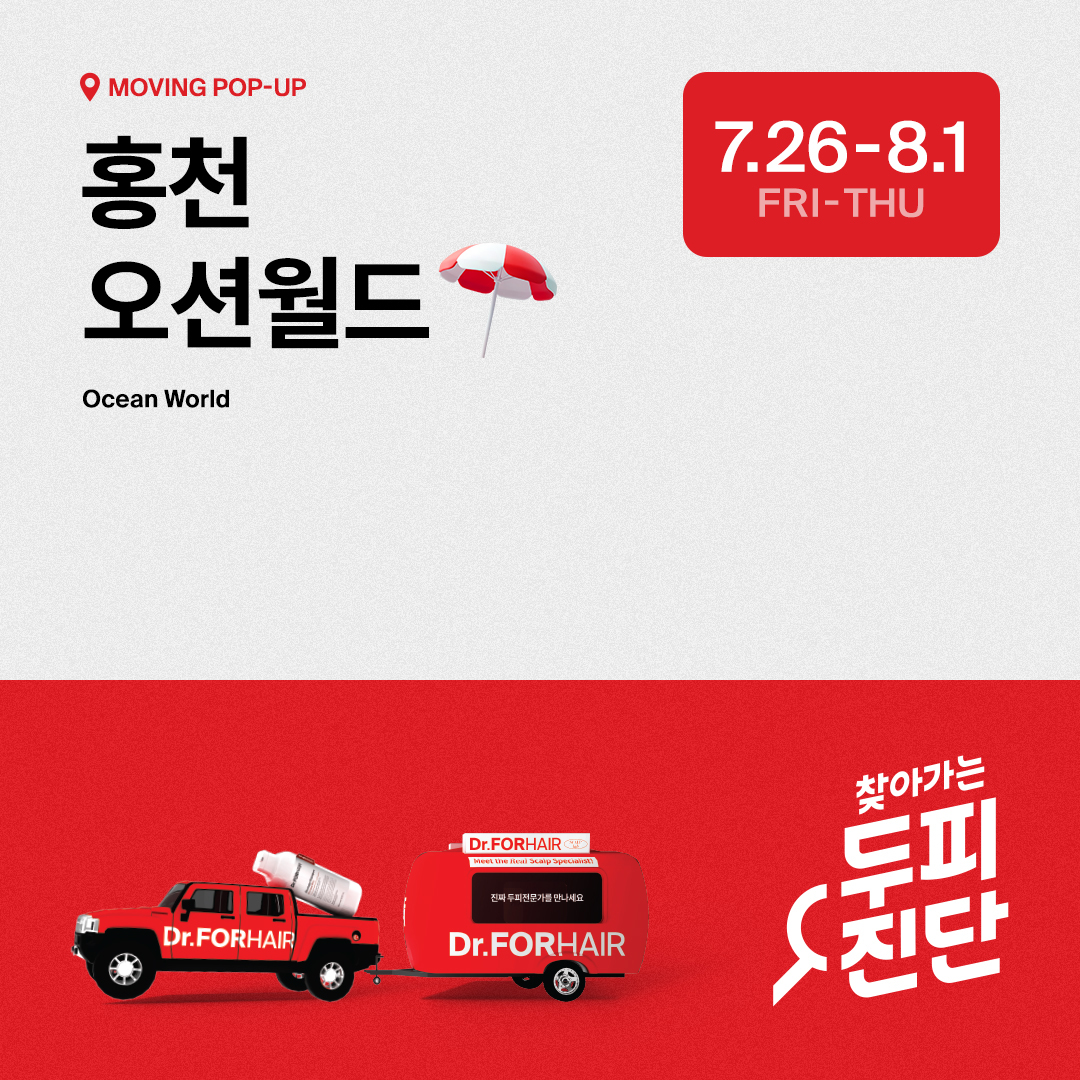 MOVING POP-UP
홍천
오션월드
Ocean World
7.26-8.1
FRI-THU
찾아가는
두피
진단
Dr.FORHAIR
Dr.FORHAIR
Meet the Real Scalp Specialist!
진짜 두피전문가를 만나세요
Dr.FORHAIR